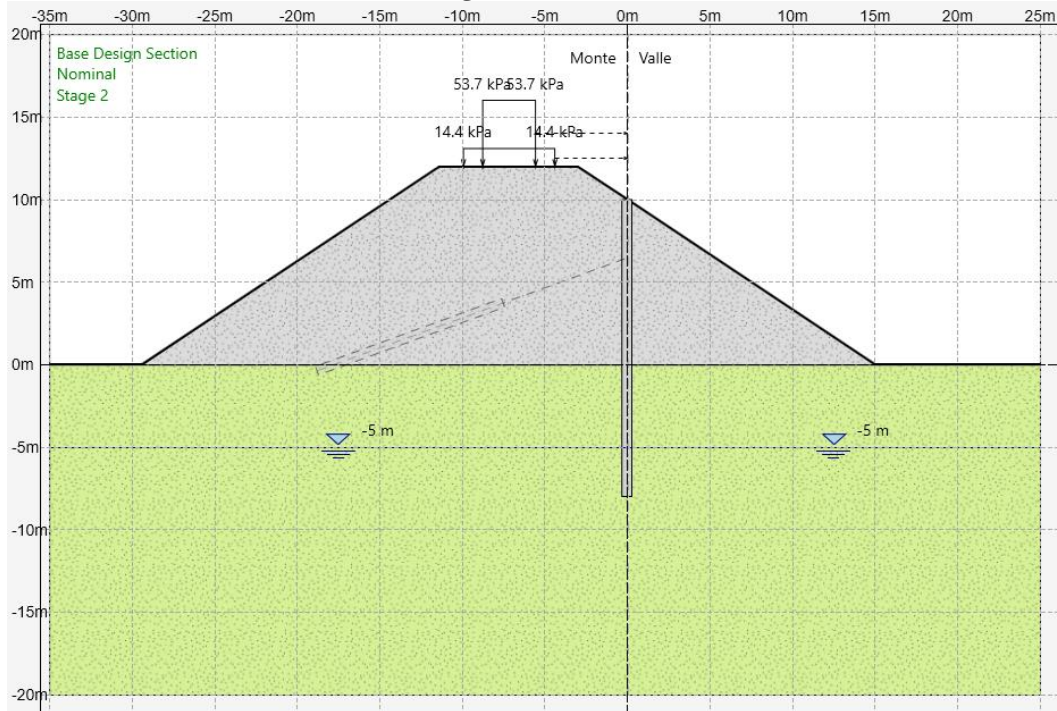 -35m -30m -25m -20m -15m -10m -5m 0m 5m 10m 15m 20m 25m
20m
Base Design Section
Nominal
Stage 2
Monte Valle
53.7 kPa 53.7 kPa
15m
14.4 kPa 14.4 kPa
10m
5m
0m
-5 m -5 m
-5m
-10m
-15m
-20m